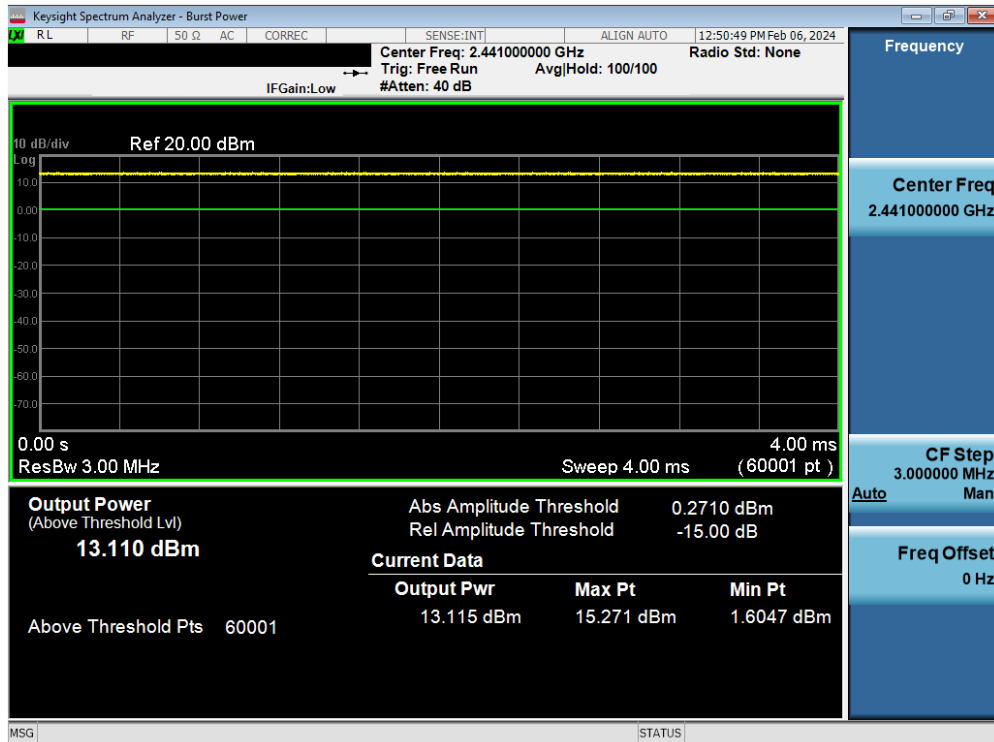 Keysight Spectrum Analyzer - Burst Power
LXI RL RF 50 Ω AC CORREC SENSE:INT ALIGN AUTO 12:50:49 PM Feb 06, 2024
Center Freq: 2.441000000 GHz Radio Std: None
Trig: Free Run Avg|Hold: 100/100
IFGain:Low #Atten: 40 dB
10 dB/div Ref 20.00 dBm
Log
10.0
0.00
-10.0
-20.0
-30.0
-40.0
-50.0
-60.0
-70.0
0.00 s 4.00 ms
ResBw 3.00 MHz Sweep 4.00 ms (60001 pt)
Output Power
(Above Threshold Lvl)
13.110 dBm
Above Threshold Pts 60001
Abs Amplitude Threshold 0.2710 dBm
Rel Amplitude Threshold -15.00 dB
Current Data
Output Pwr Max Pt Min Pt
13.115 dBm 15.271 dBm 1.6047 dBm
Frequency
Center Freq
2.441000000 GHz
CF Step
3.000000 MHz
Auto Man
Freq Offset
0 Hz
MSG STATUS